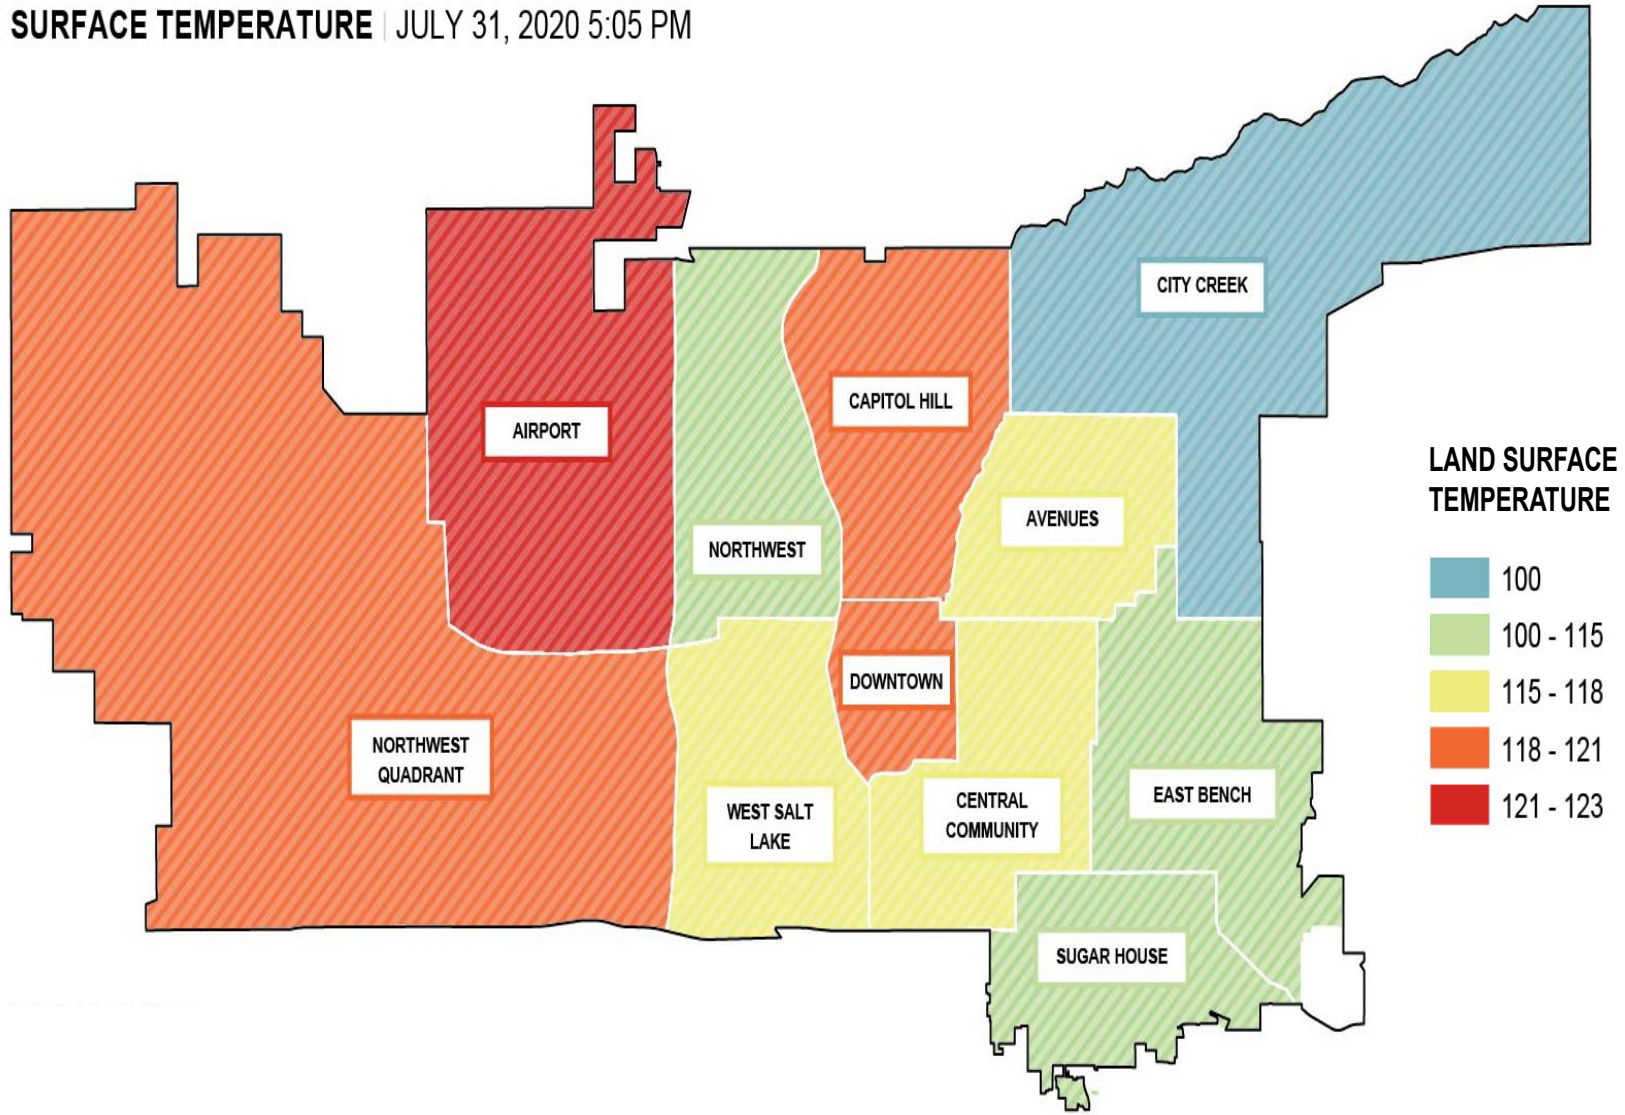 SURFACE TEMPERATURE | JULY 31, 2020 5:05 PM
CITY CREEK
CAPITOL HILL
AIRPORT
AVENUES
NORTHWEST
DOWNTOWN
NORTHWEST
QUADRANT
WEST SALT
LAKE
CENTRAL
COMMUNITY
EAST BENCH
SUGAR HOUSE
LAND SURFACE
TEMPERATURE
100
100 - 115
115 - 118
118 - 121
121 - 123